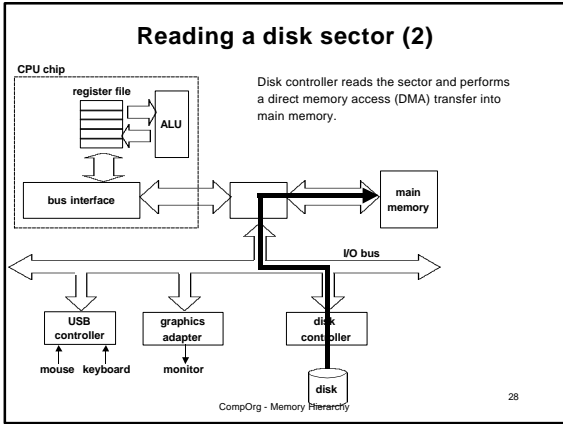 Reading a disk sector (2)
CPU chip
register file
ALU
Disk controller reads the sector and performs
a direct memory access (DMA) transfer into
main memory.
bus interface
main
memory
I/O bus
USB
controller
graphics
adapter
disk
controller
mouse keyboard
monitor
disk
CompOrg - Memory Hierarchy
28